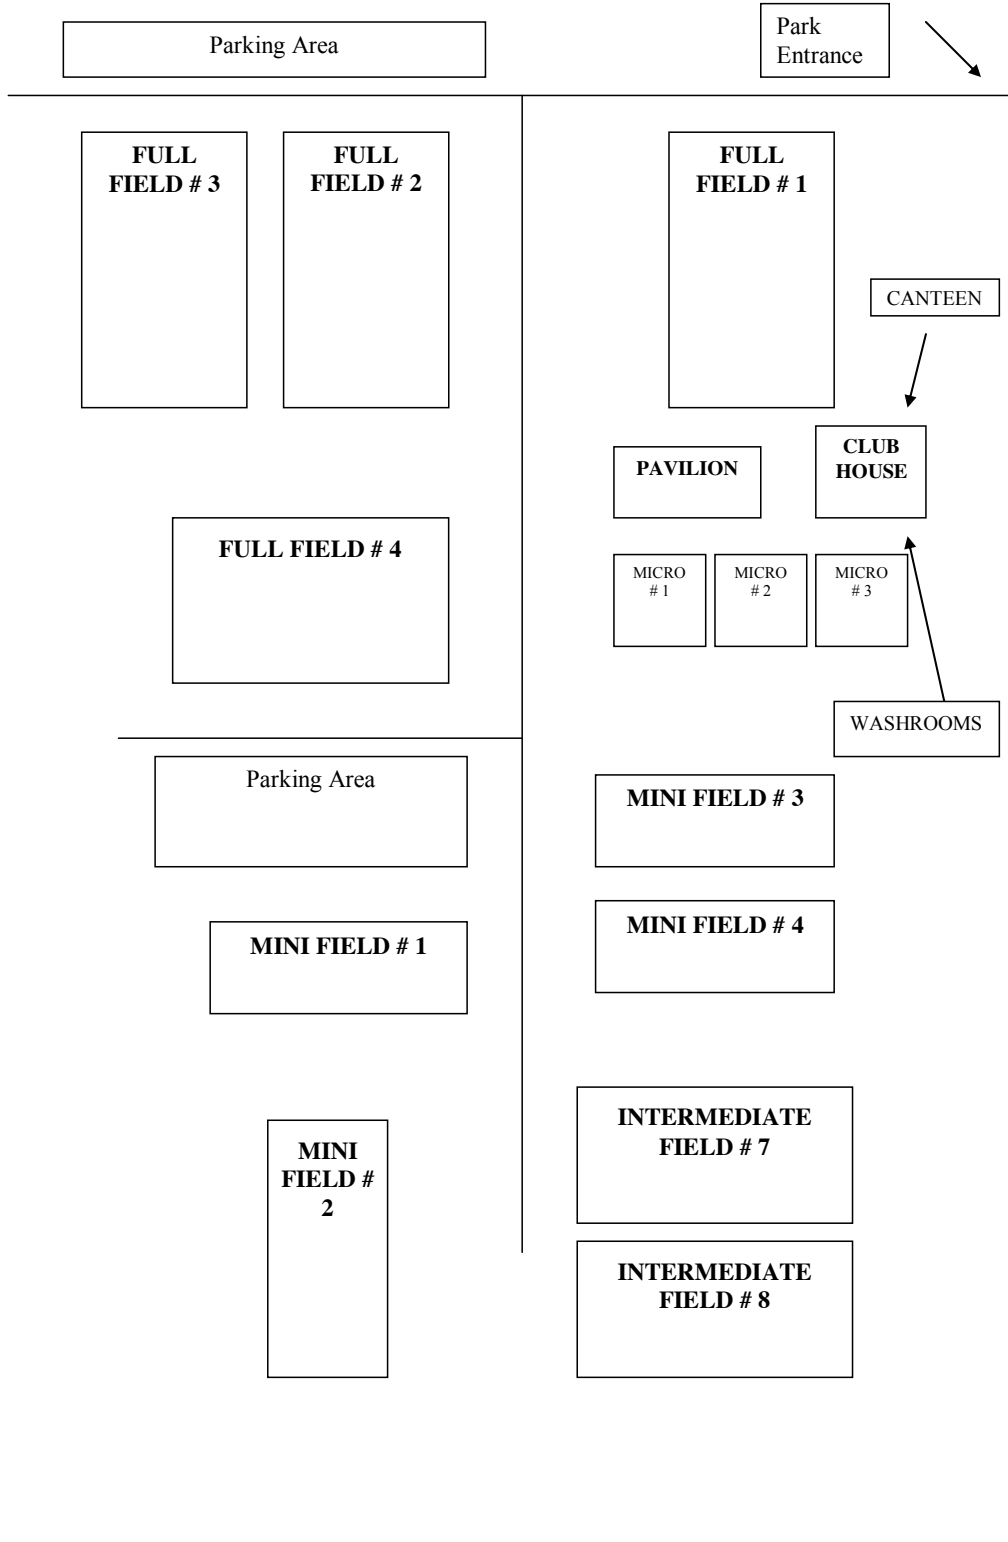 Parking Area
Park
Entrance
FULL
FIELD # 3
FULL
FIELD # 2
FULL
FIELD # 1
CANTEEN
PAVILION
CLUB
HOUSE
FULL FIELD # 4
MICRO
# 1
MICRO
# 2
MICRO
# 3
WASHROOMS
Parking Area
MINI FIELD # 3
MINI FIELD # 4
MINI FIELD # 1
INTERMEDIATE
FIELD # 7
MINI
FIELD #
2
INTERMEDIATE
FIELD # 8